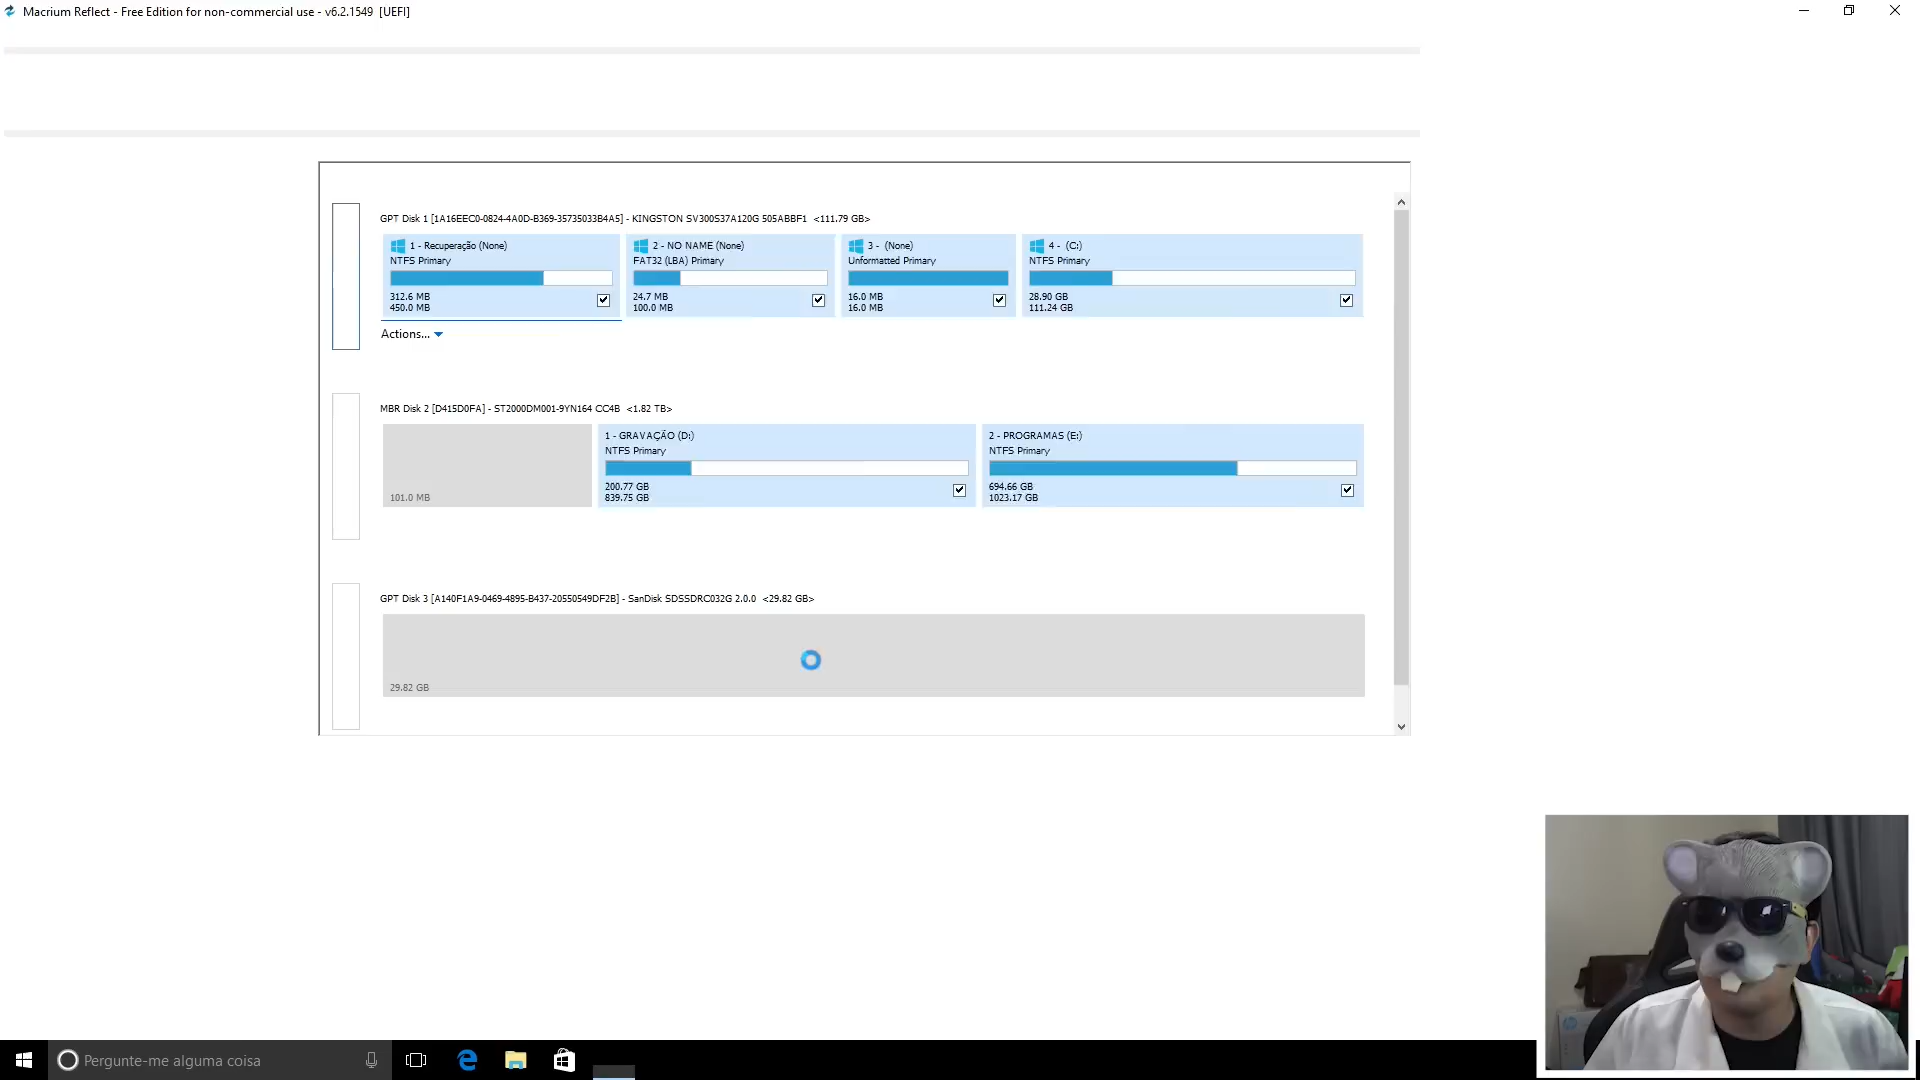 Macrium Reflect - Free Edition for non-commercial use - v6.2.1549 [UEFI]
GPT Disk 1 [1A16EEC0-0824-4A0D-B369-35735033B4A5] - KINGSTON SV300S37A120G 505ABBF1 <111.79 GB>
1 - Recuperação (None)
NTFS Primary
312.6 MB
450.0 MB
2 - NO NAME (None)
FAT32 (LBA) Primary
24.7 MB
100.0 MB
3 - (None)
Unformatted Primary
16.0 MB
16.0 MB
4 - (C:)
NTFS Primary
28.90 GB
111.24 GB
Actions...
MBR Disk 2 [D415D0FA] - ST2000DM001-9YN164 CC4B <1.82 TB>
101.0 MB
1 - GRAVAÇÃO (D:)
NTFS Primary
200.77 GB
839.75 GB
2 - PROGRAMAS (E:)
NTFS Primary
694.66 GB
1023.17 GB
GPT Disk 3 [A140F1A9-0469-4895-B437-20550549DF2B] - SanDisk SDSSDRC032G 2.0.0 <29.82 GB>
29.82 GB
Pergunte-me alguma coisa